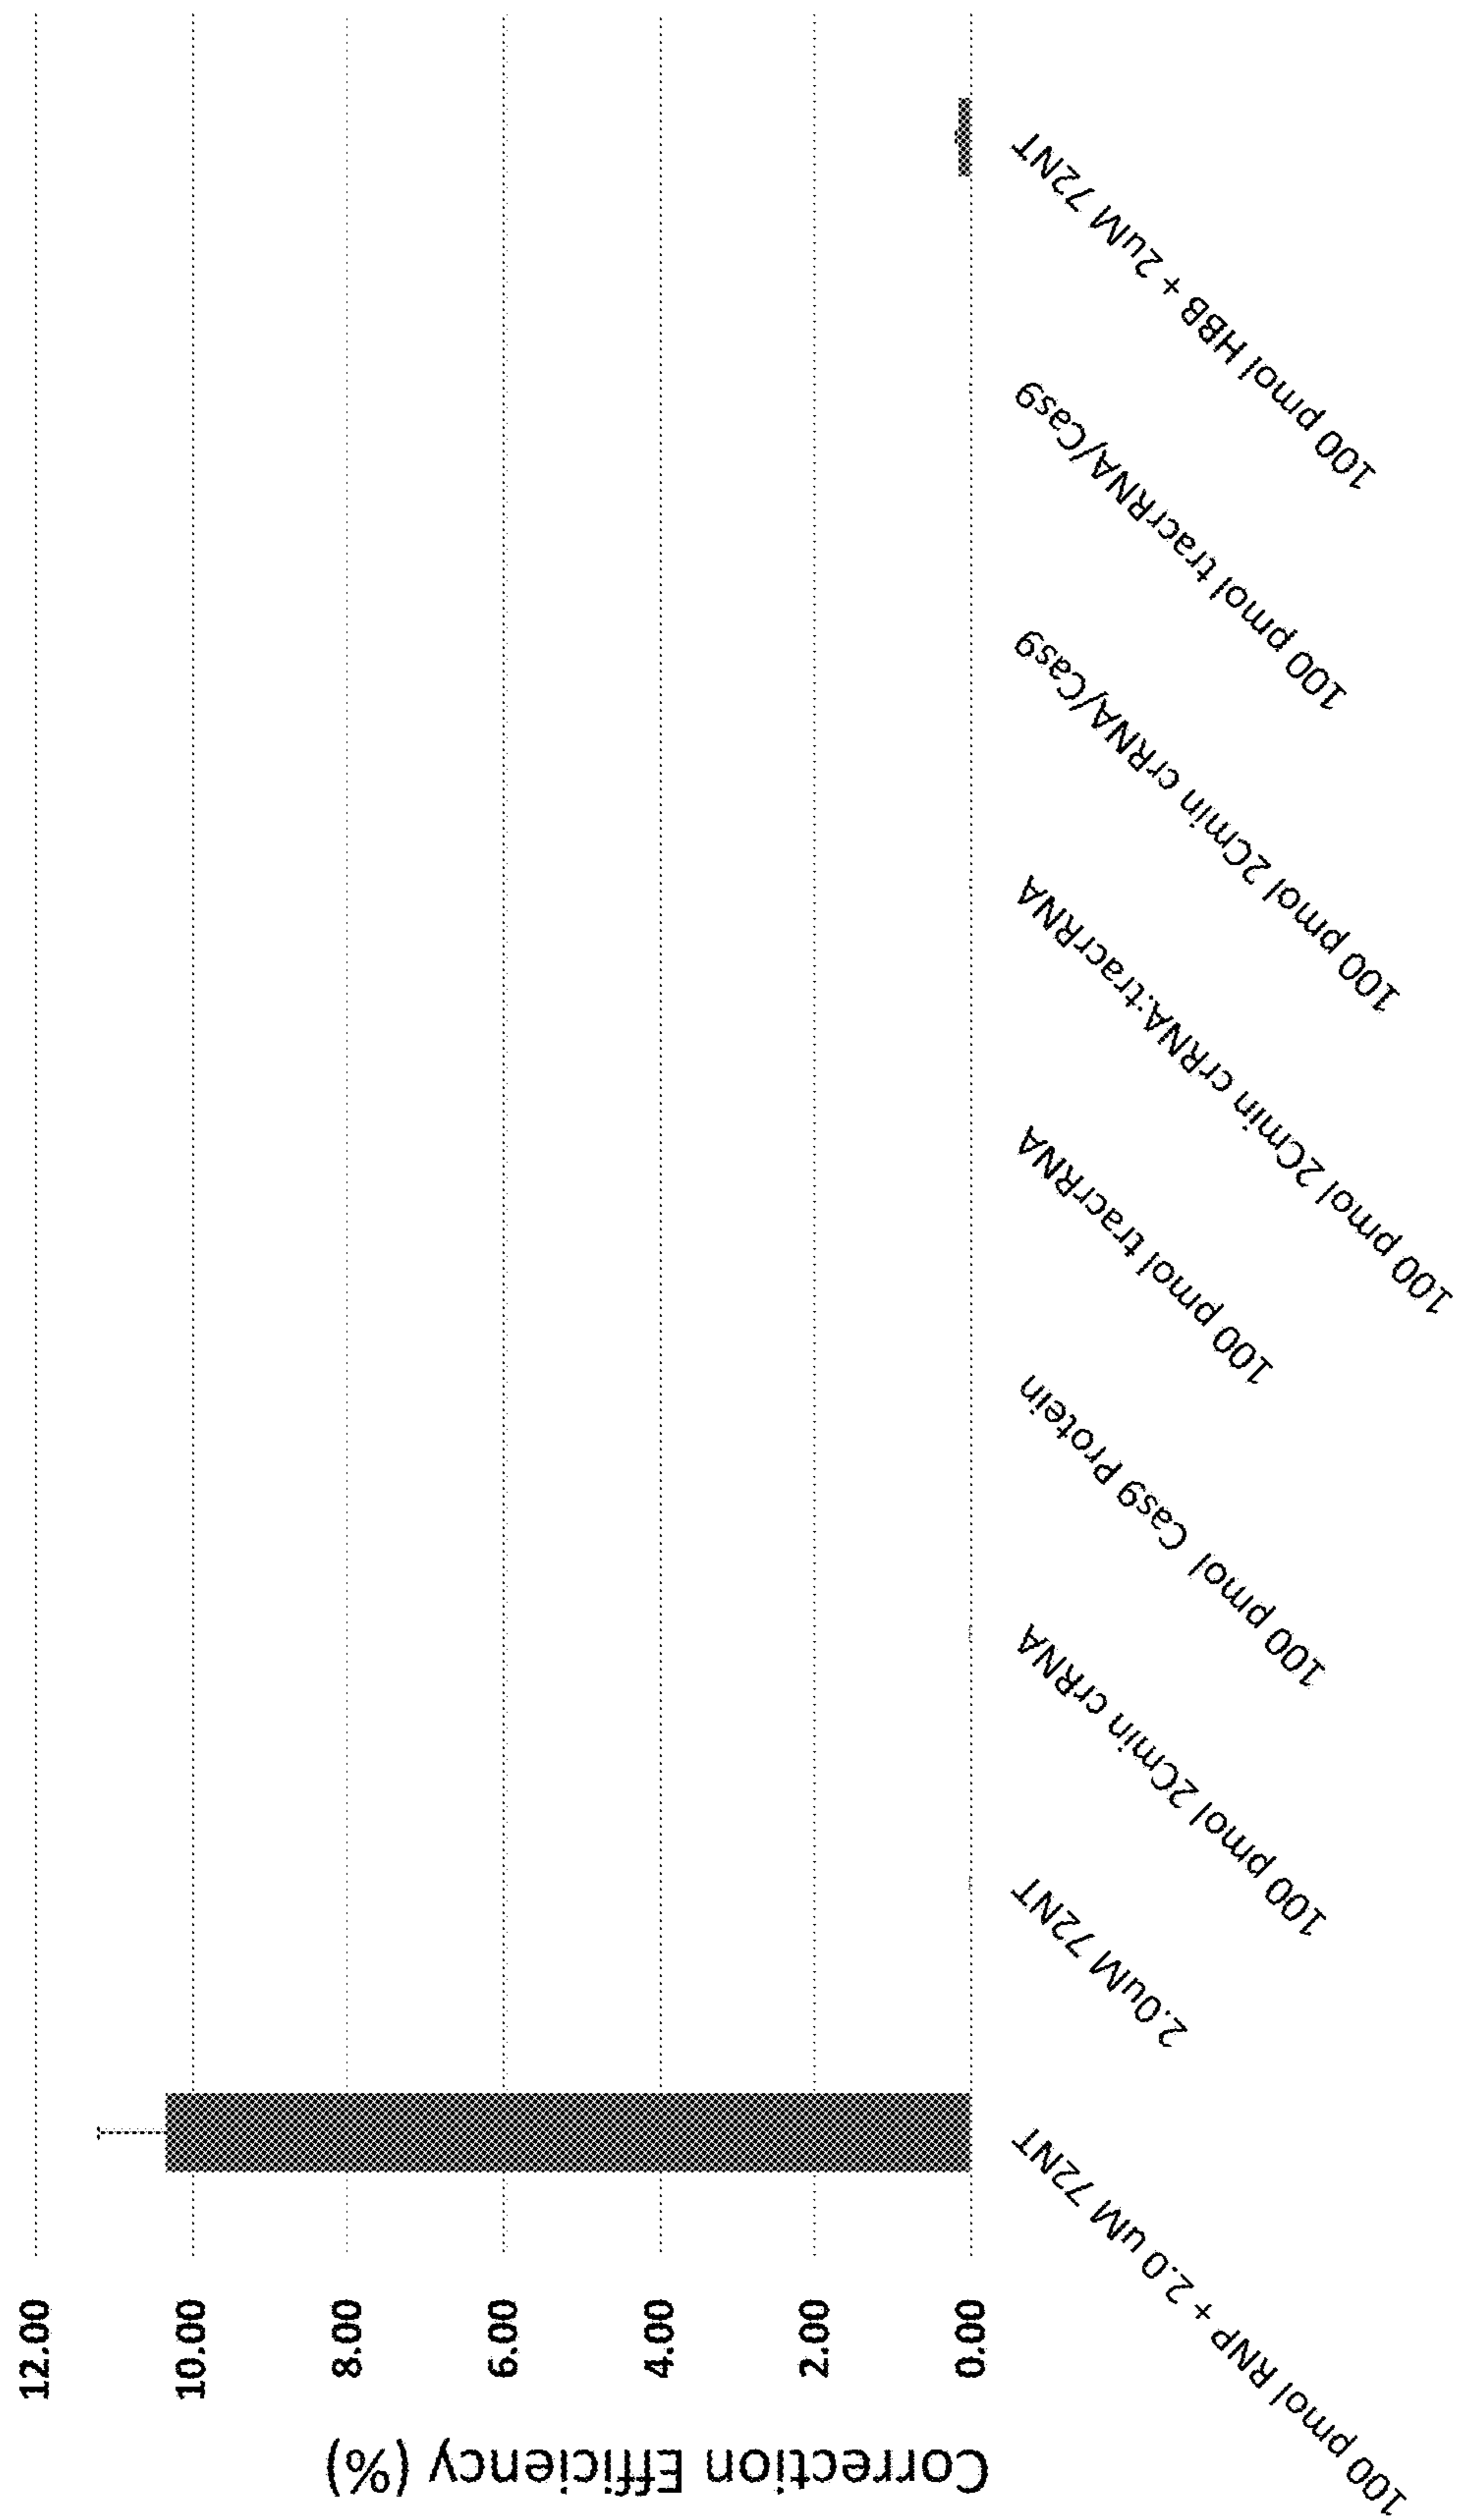 Correction Efficiency (%)
12.00
10.00
8.00
6.00
4.00
2.00
0.00
100 pmol RNP + 2.0 uM 72NT
2.0uM 72NT
100 pmol 2Cmin crRNA
100 pmol Cas9 Protein
100 pmol tracrRNA
100 pmol 2Cmin crRNA:tracrRNA
100 pmol 2Cmin crRNA/Cas9
100 pmol tracrRNA/Cas9
100 pmol HBB + 2uM 72NT